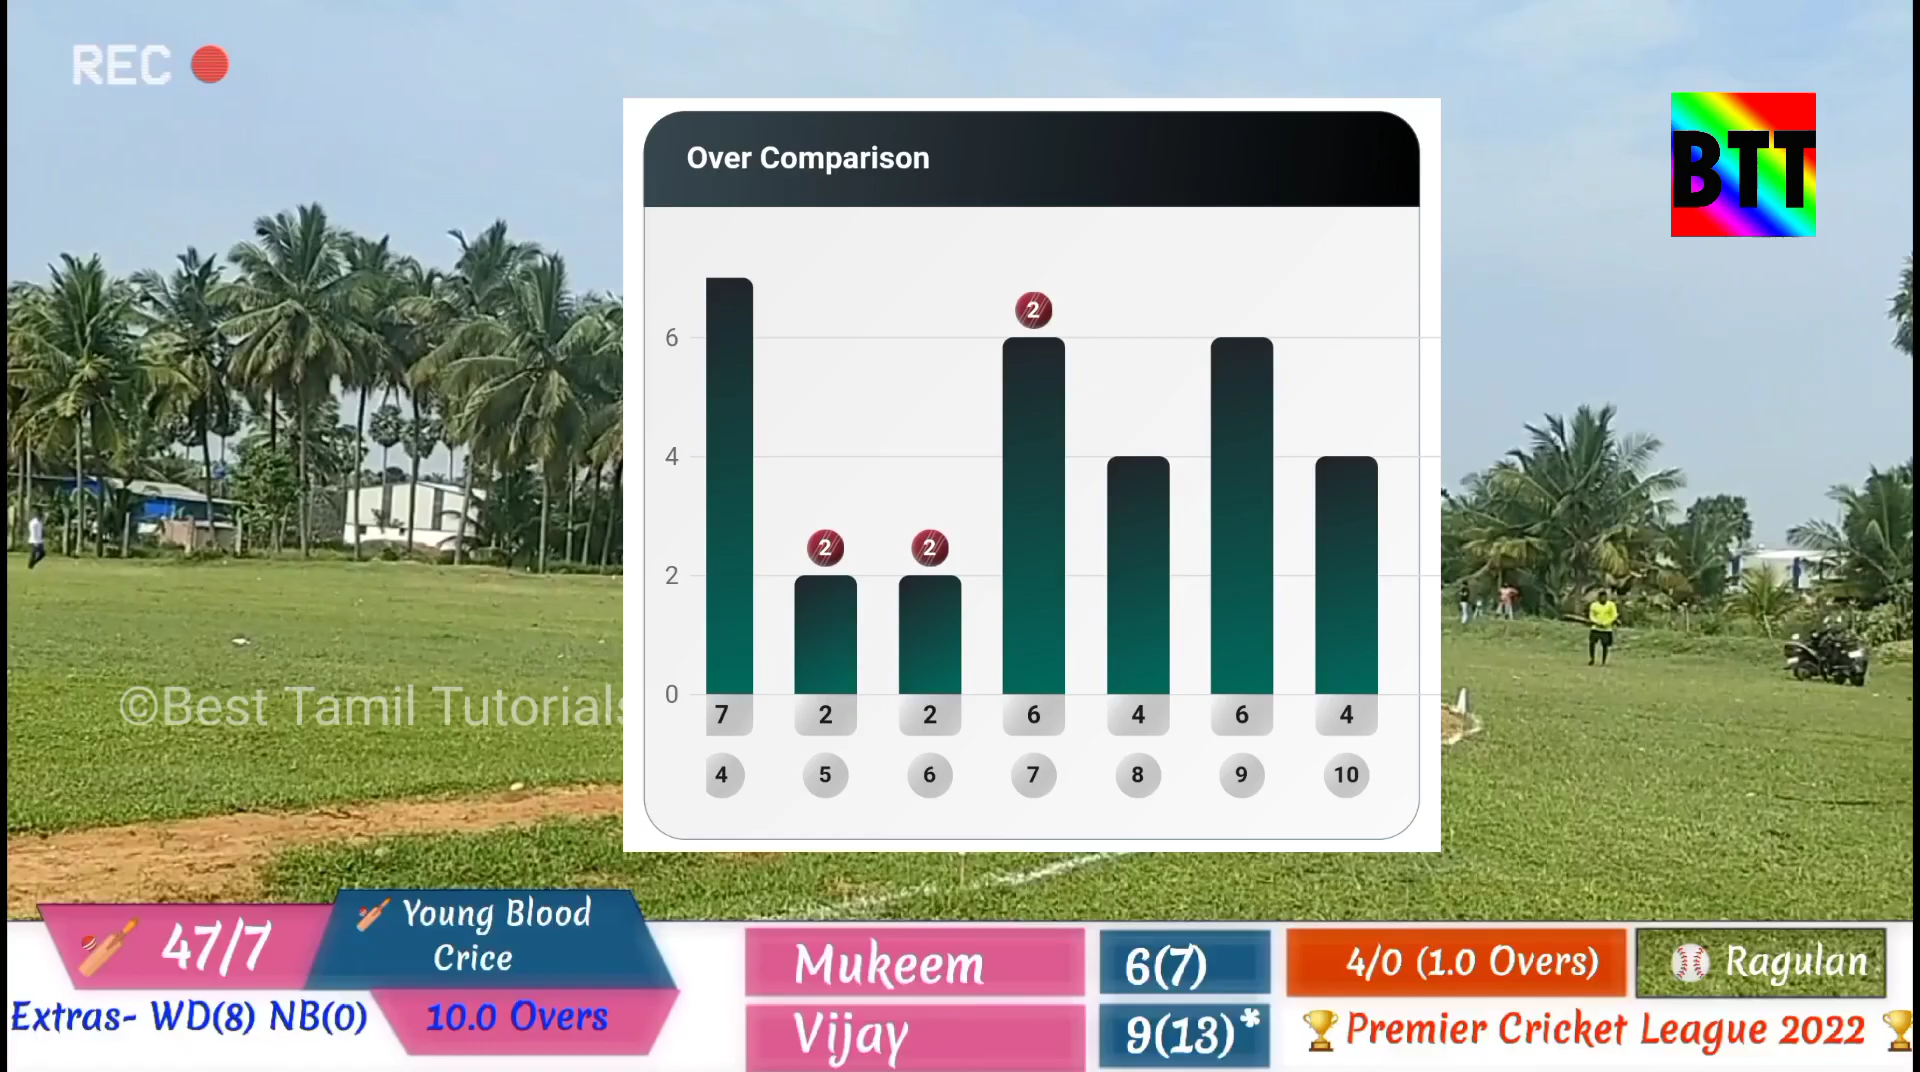 REC
BTT
Over Comparison
2
6
4
2 2
2
0
7 2 2 6 4 6 4
4 5 6 7 8 9 10
©Best Tamil Tutorials
47/7
Young Blood
Crice
Extras- WD(8) NB(0)
10.0 Overs
Mukeem 6(7)
Vijay 9(13)*
4/0 (1.0 Overs)
Ragulan
Premier Cricket League 2022